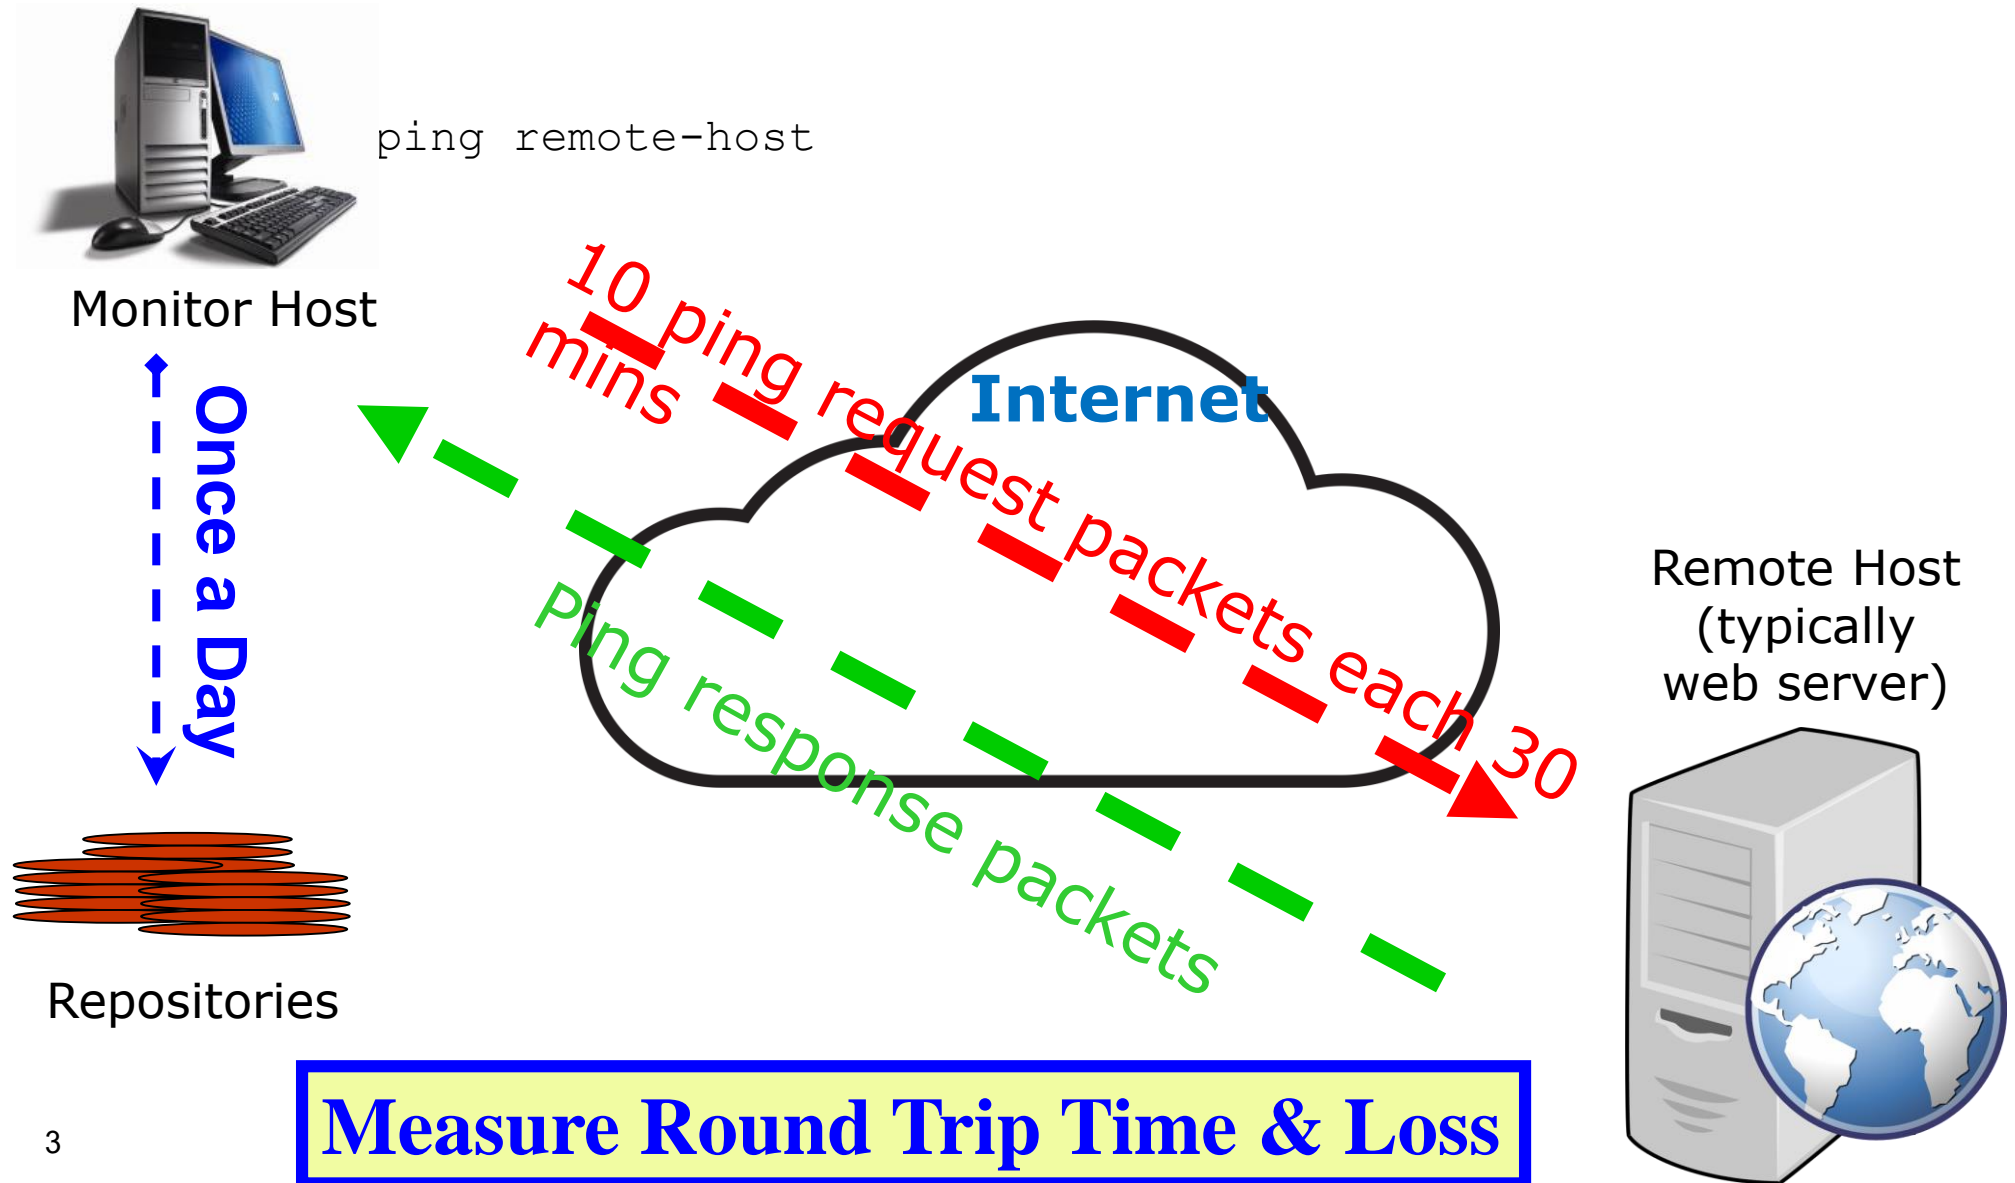 ping remote-host
Monitor Host
10 ping request packets each 30
mins
Internet
Once a Day
Ping response packets
Remote Host
(typically
web server)
Repositories
Measure Round Trip Time & Loss
3